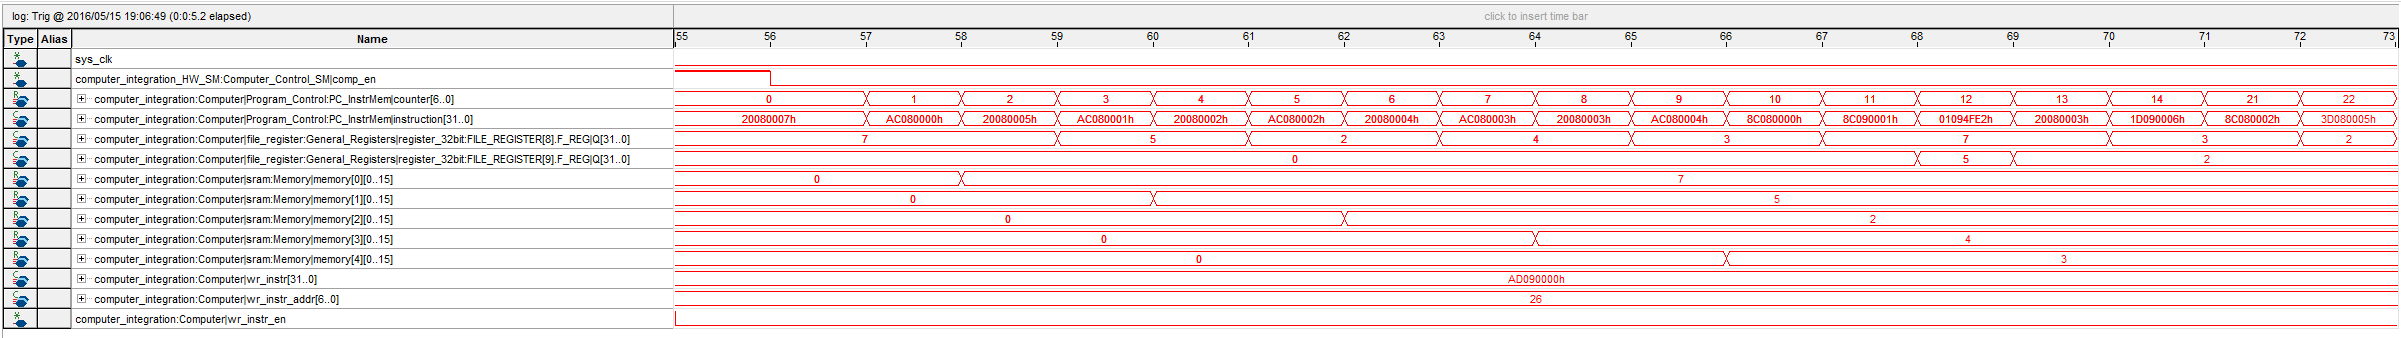 log: Trig @ 2016/05/15 19:06:49 (0:0:5.2 elapsed) click to insert time bar
Type Alias Name 55 56 57 58 59 60 61 62 63 64 65 66 67 68 69 70 71 72 73
sys_clk
computer_integration_HW_SM:Computer_Control_SM|comp_en
computer_integration:Computer|Program_Control:PC_InstrMem|counter[6..0] 0 1 2 3 4 5 6 7 8 9 10 11 12 13 14 21 22
computer_integration:Computer|Program_Control:PC_InstrMem|instruction[31..0] 20080007h AC080000h 20080005h AC080001h 20080002h AC080002h 20080004h AC080003h 20080003h AC080004h 8C080000h 8C090001h 01094FE2h 20080003h 1D090006h 8C080002h 3D080005h
computer_integration:Computer|file_register:General_Registers|register_32bit:FILE_REGISTER[8].F_REG|Q[31..0] 7 5 2 4 3 7 3 2
computer_integration:Computer|file_register:General_Registers|register_32bit:FILE_REGISTER[9].F_REG|Q[31..0] 0 5 2
computer_integration:Computer|sram:Memory|memory[0][0..15] 0 7
computer_integration:Computer|sram:Memory|memory[1][0..15] 0 5
computer_integration:Computer|sram:Memory|memory[2][0..15] 0 2
computer_integration:Computer|sram:Memory|memory[3][0..15] 0 4
computer_integration:Computer|sram:Memory|memory[4][0..15] 0 3
computer_integration:Computer|wr_instr[31..0] AD090000h
computer_integration:Computer|wr_instr_addr[6..0] 26
computer_integration:Computer|wr_instr_en